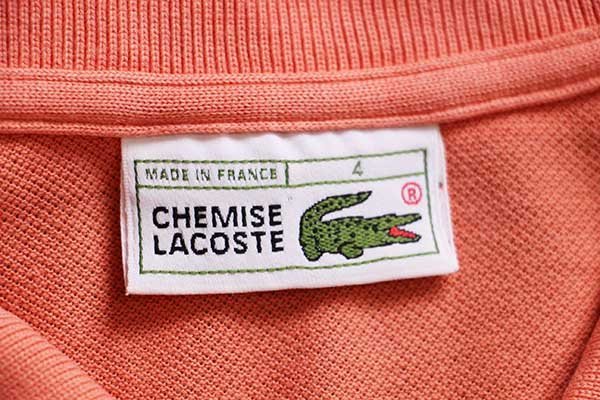 MADE IN FRANCE 4
CHEMISE
LACOSTE ®